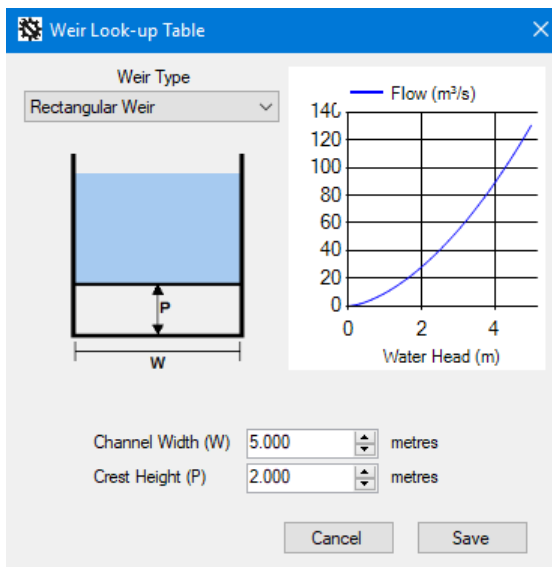 Weir Look-up Table
Weir Type
Rectangular Weir
P
W
Flow (m³/s)
140
120
100
80
60
40
20
0
0 2 4
Water Head (m)
Channel Width (W) 5.000 metres
Crest Height (P) 2.000 metres
Cancel Save